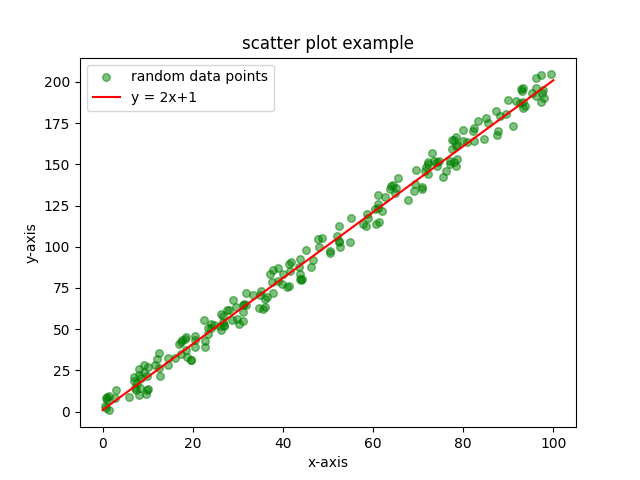 scatter plot example
random data points
y = 2x+1
200
175
150
125
100
75
50
25
0
y-axis
0 20 40 60 80 100
x-axis